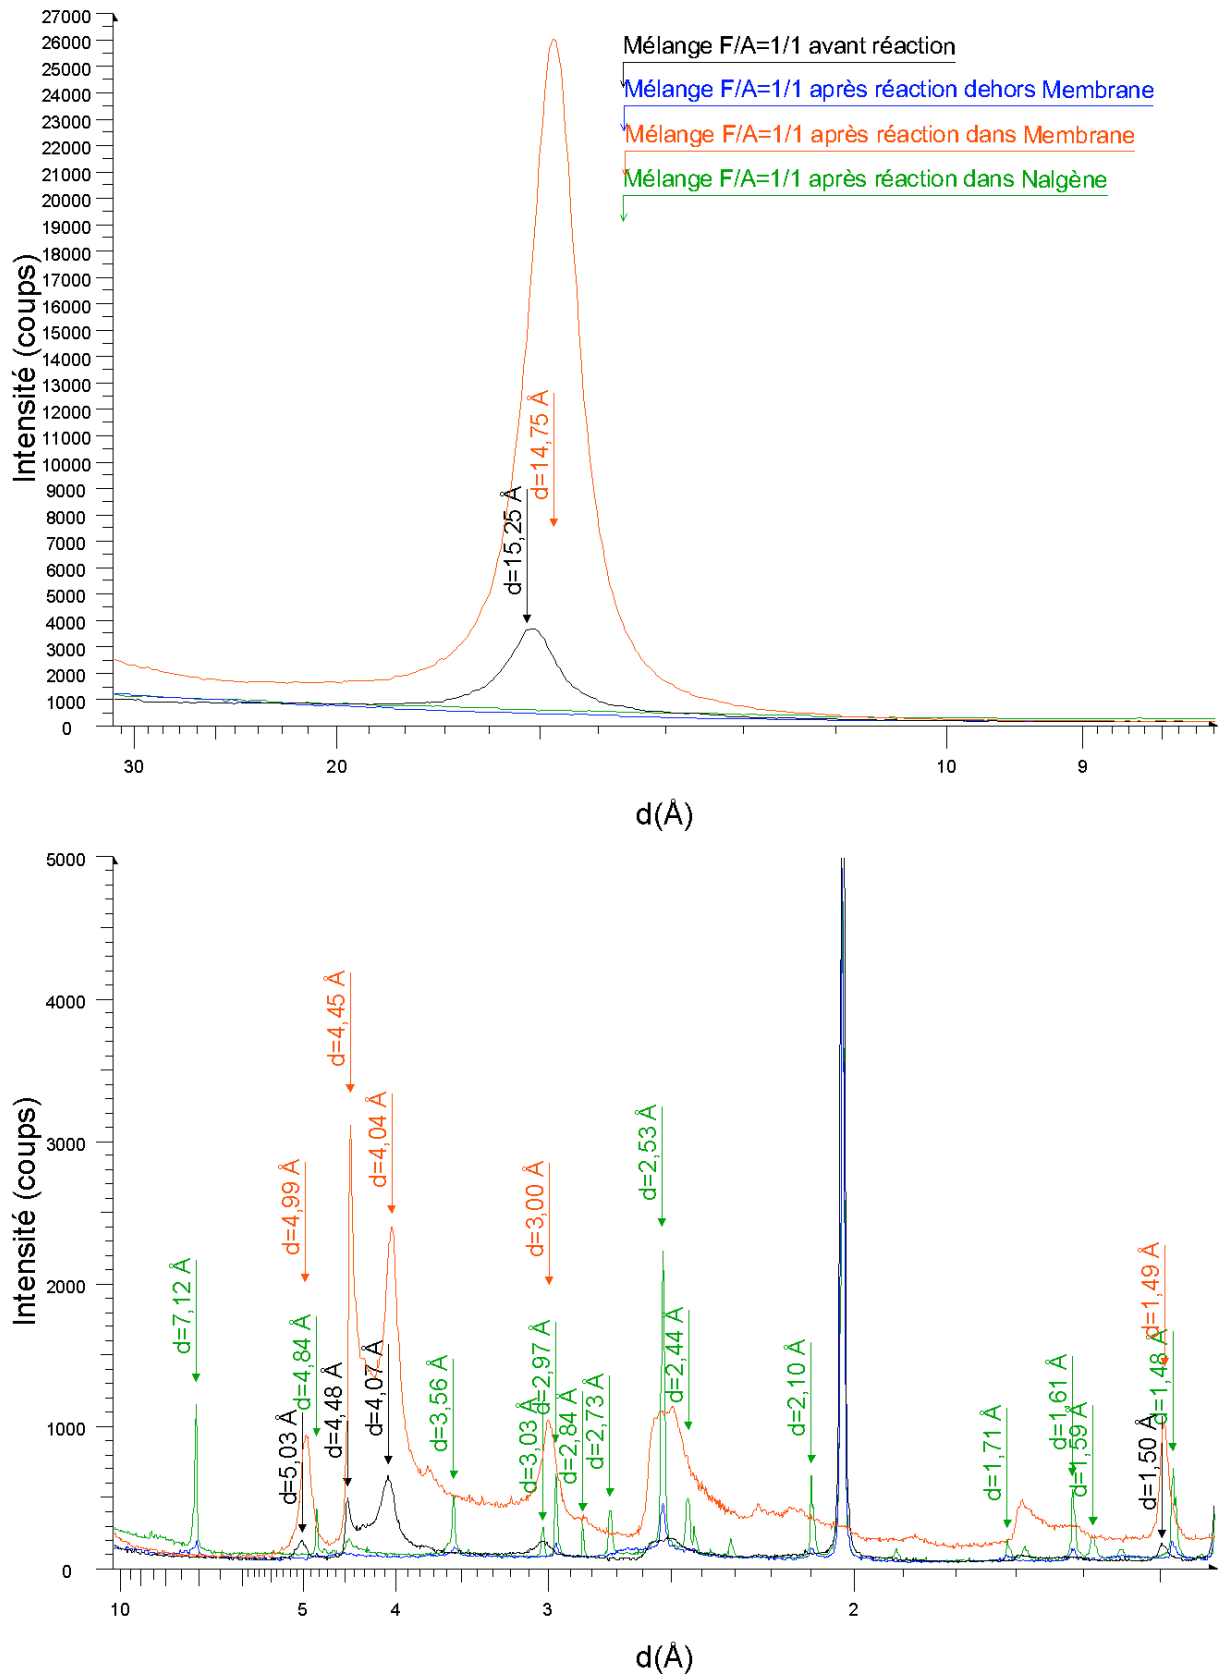 27000
26000
25000
24000
23000
22000
21000
20000
19000
18000
17000
16000
15000
14000
13000
12000
11000
10000
9000
8000
7000
6000
5000
4000
3000
2000
1000
0
Intensité (coups)
Mélange F/A=1/1 avant réaction
Mélange F/A=1/1 après réaction dehors Membrane
Mélange F/A=1/1 après réaction dans Membrane
Mélange F/A=1/1 après réaction dans Nalgène
d=15,25 Å
d=14,75 Å
30 20 10 9
d(Å)
5000
4000
3000
2000
1000
0
Intensité (coups)
d=7,12 Å
d=5,03 Å
d=4,99 Å
d=4,84 Å
d=4,48 Å
d=4,45 Å
d=4,07 Å
d=4,04 Å
d=3,56 Å
d=3,03 Å
d=3,00 Å
d=2,97 Å
d=2,84 Å
d=2,73 Å
d=2,53 Å
d=2,44 Å
d=2,10 Å
d=1,71 Å
d=1,61 Å
d=1,59 Å
d=1,50 Å
d=1,49 Å
d=1,48 Å
10 5 4 3 2
d(Å)